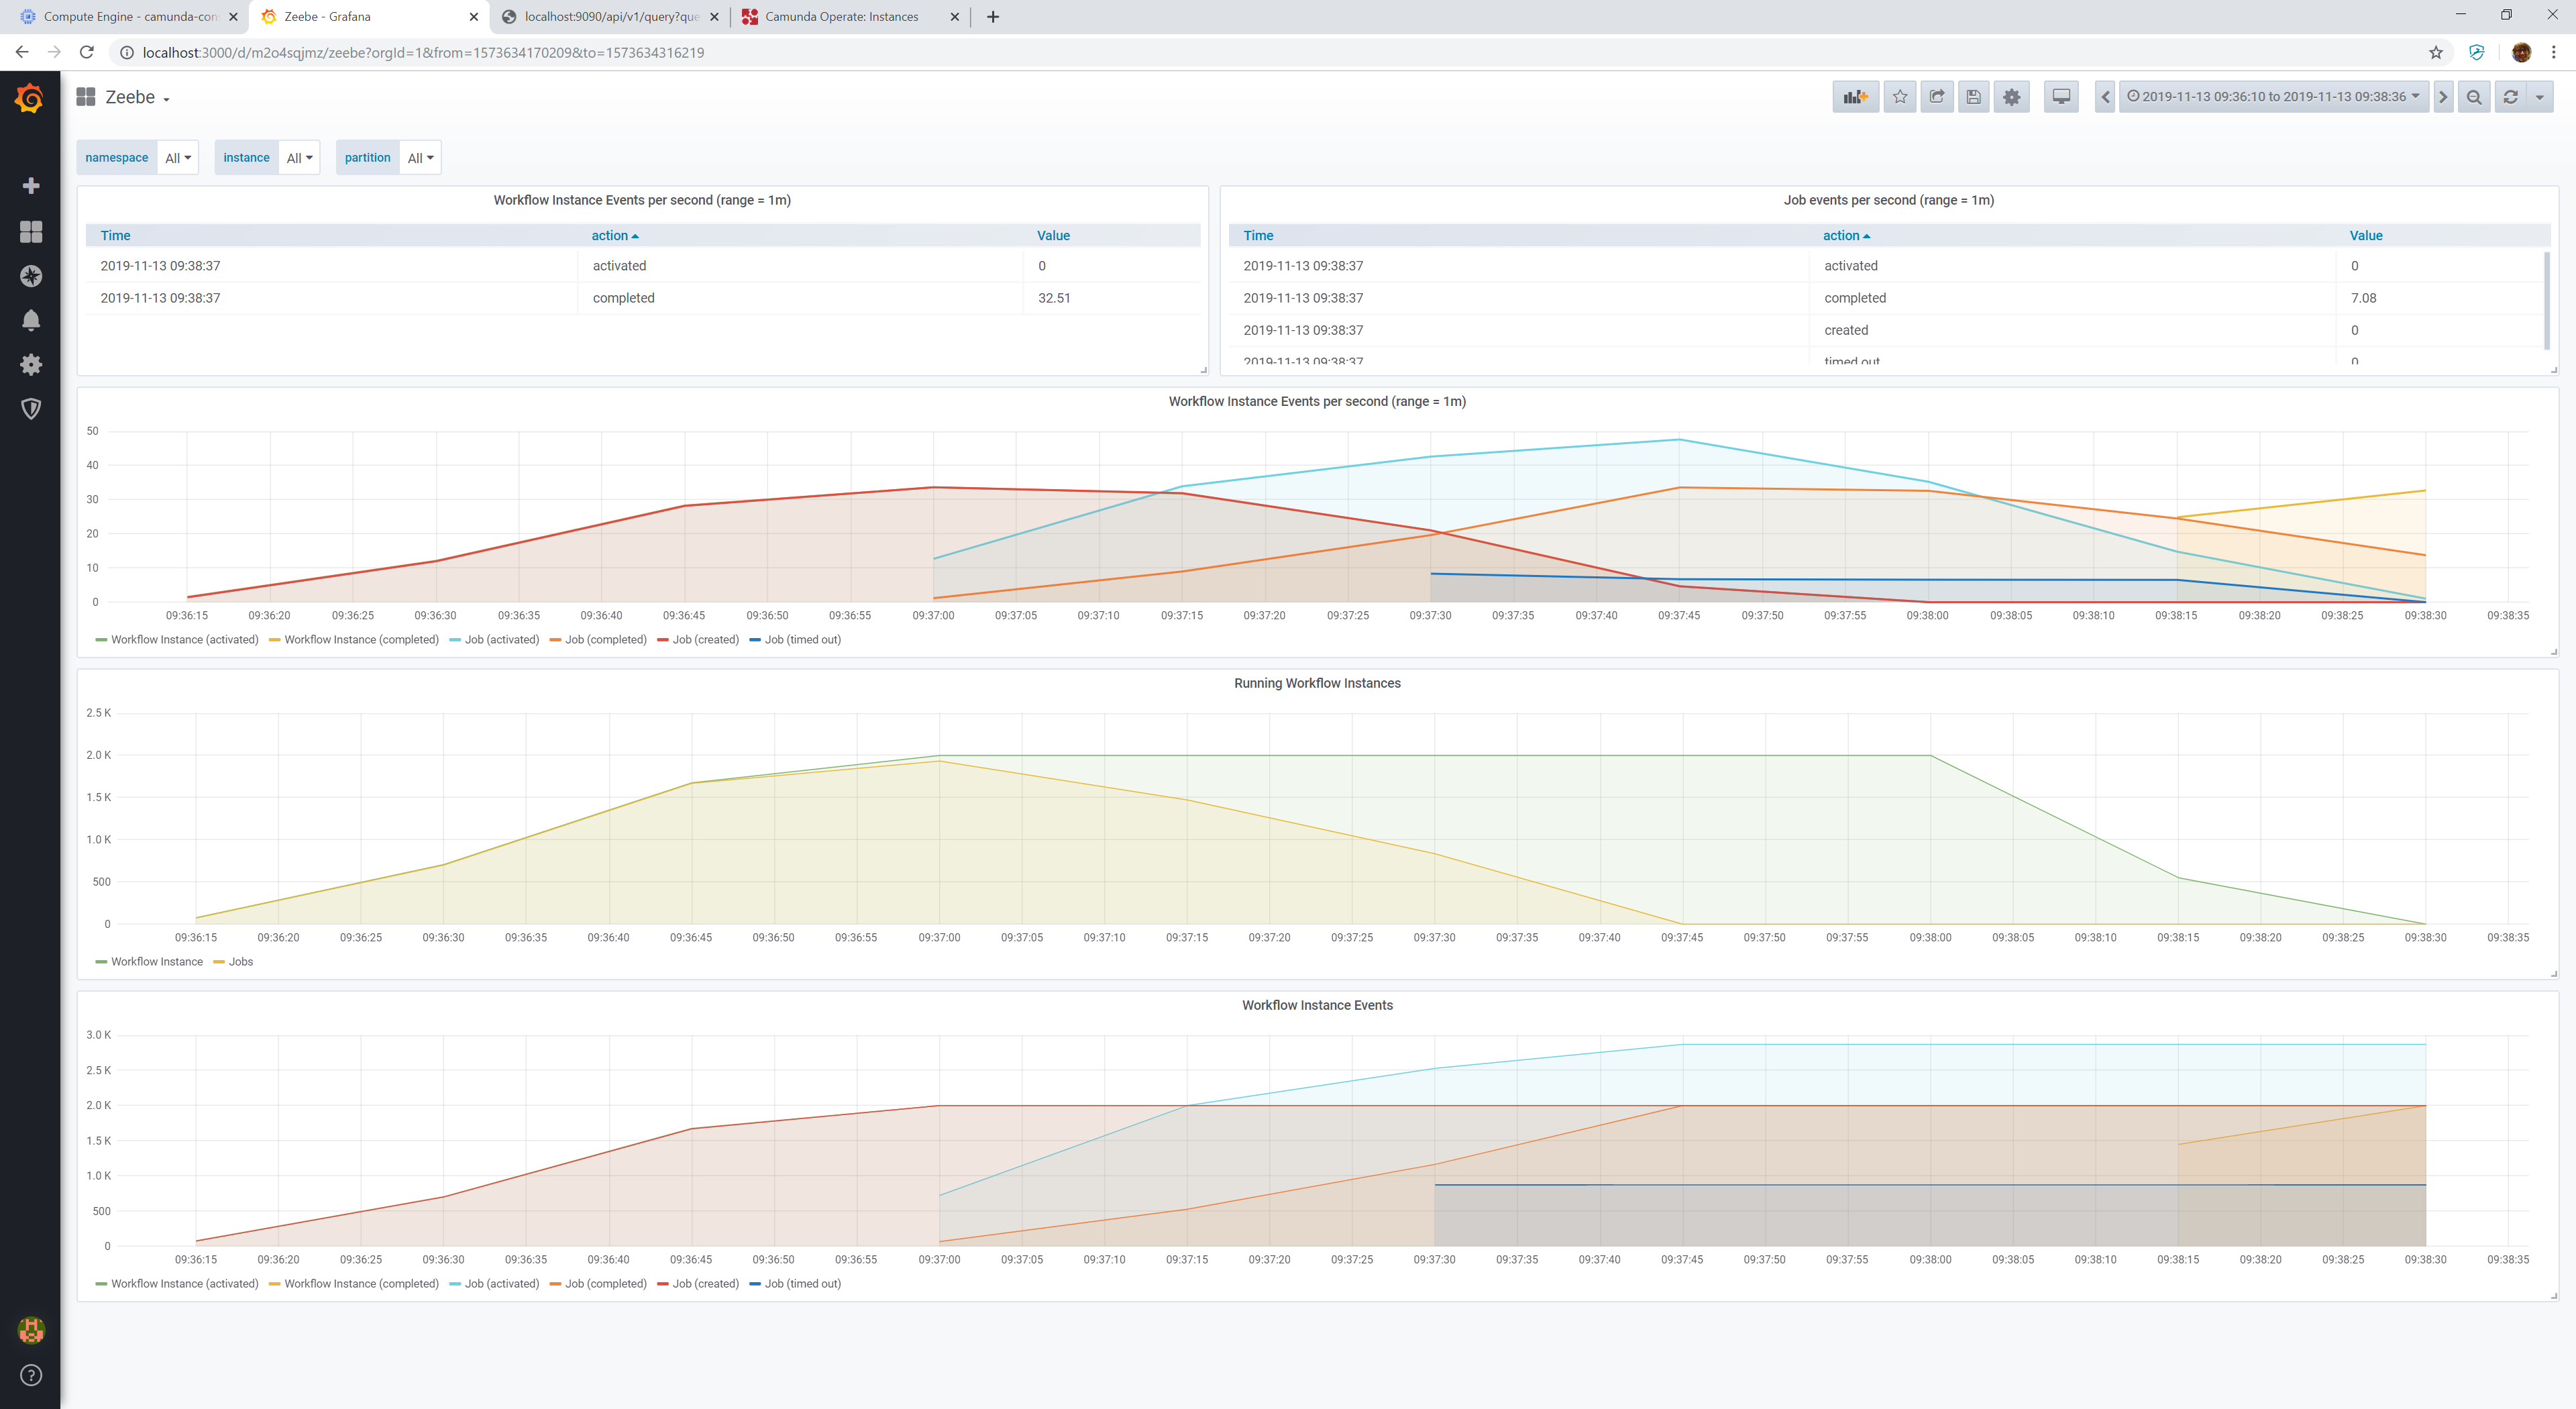 Compute Engine - camunda-con
Zeebe - Grafana
localhost:9090/api/v1/query?que
Camunda Operate: Instances
localhost:3000/d/m2o4sqjmz/zeebe?orgId=1&from=1573634170209&to=1573634316219
Zeebe
2019-11-13 09:36:10 to 2019-11-13 09:38:36
namespace All instance All partition All
Workflow Instance Events per second (range = 1m)
Time action Value
2019-11-13 09:38:37 activated 0
2019-11-13 09:38:37 completed 32.51
Job events per second (range = 1m)
Time action Value
2019-11-13 09:38:37 activated 0
2019-11-13 09:38:37 completed 7.08
2019-11-13 09:38:37 created 0
2019-11-13 09:38:37 timed out 0
Workflow Instance Events per second (range = 1m)
50
40
30
20
10
0
09:36:15 09:36:20 09:36:25 09:36:30 09:36:35 09:36:40 09:36:45 09:36:50 09:36:55 09:37:00 09:37:05 09:37:10 09:37:15 09:37:20 09:37:25 09:37:30 09:37:35 09:37:40 09:37:45 09:37:50 09:37:55 09:38:00 09:38:05 09:38:10 09:38:15 09:38:20 09:38:25 09:38:30 09:38:35
Workflow Instance (activated) Workflow Instance (completed) Job (activated) Job (completed) Job (created) Job (timed out)
Running Workflow Instances
2.5 K
2.0 K
1.5 K
1.0 K
500
0
09:36:15 09:36:20 09:36:25 09:36:30 09:36:35 09:36:40 09:36:45 09:36:50 09:36:55 09:37:00 09:37:05 09:37:10 09:37:15 09:37:20 09:37:25 09:37:30 09:37:35 09:37:40 09:37:45 09:37:50 09:37:55 09:38:00 09:38:05 09:38:10 09:38:15 09:38:20 09:38:25 09:38:30 09:38:35
Workflow Instance Jobs
Workflow Instance Events
3.0 K
2.5 K
2.0 K
1.5 K
1.0 K
500
0
09:36:15 09:36:20 09:36:25 09:36:30 09:36:35 09:36:40 09:36:45 09:36:50 09:36:55 09:37:00 09:37:05 09:37:10 09:37:15 09:37:20 09:37:25 09:37:30 09:37:35 09:37:40 09:37:45 09:37:50 09:37:55 09:38:00 09:38:05 09:38:10 09:38:15 09:38:20 09:38:25 09:38:30 09:38:35
Workflow Instance (activated) Workflow Instance (completed) Job (activated) Job (completed) Job (created) Job (timed out)